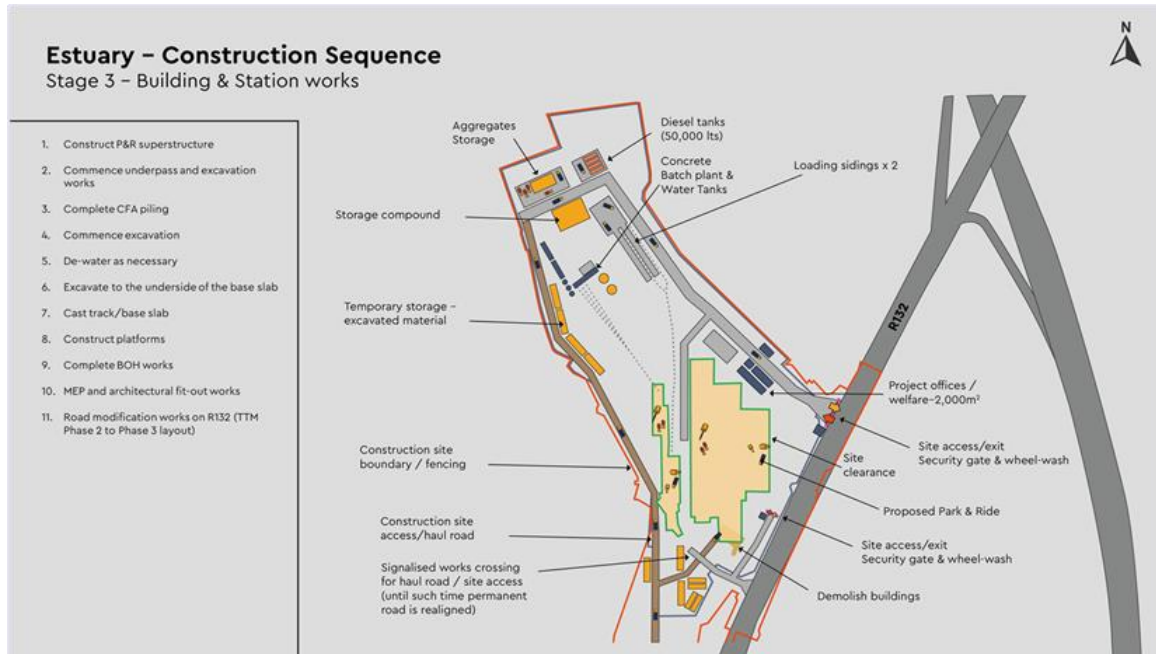 N
Estuary – Construction Sequence
Stage 3 – Building & Station works
1. Construct P&R superstructure
2. Commence underpass and excavation
works
3. Complete CFA piling
4. Commence excavation
5. De-water as necessary
6. Excavate to the underside of the base slab
7. Cast track/base slab
8. Construct platforms
9. Complete BOH works
10. MEP and architectural fit-out works
11. Road modification works on R132 (TTM
Phase 2 to Phase 3 layout)
Aggregates
Storage
Diesel tanks
(50,000 lts)
Concrete
Batch plant &
Water Tanks
Loading sidings x 2
Storage compound
Temporary storage –
excavated material
R132
Project offices /
welfare–2,000m²
Site access/exit
Security gate & wheel-wash
Site
clearance
Construction site
boundary / fencing
Proposed Park & Ride
Construction site
access/haul road
Site access/exit
Security gate & wheel-wash
Signalised works crossing
for haul road / site access
(until such time permanent
road is realigned)
Demolish buildings